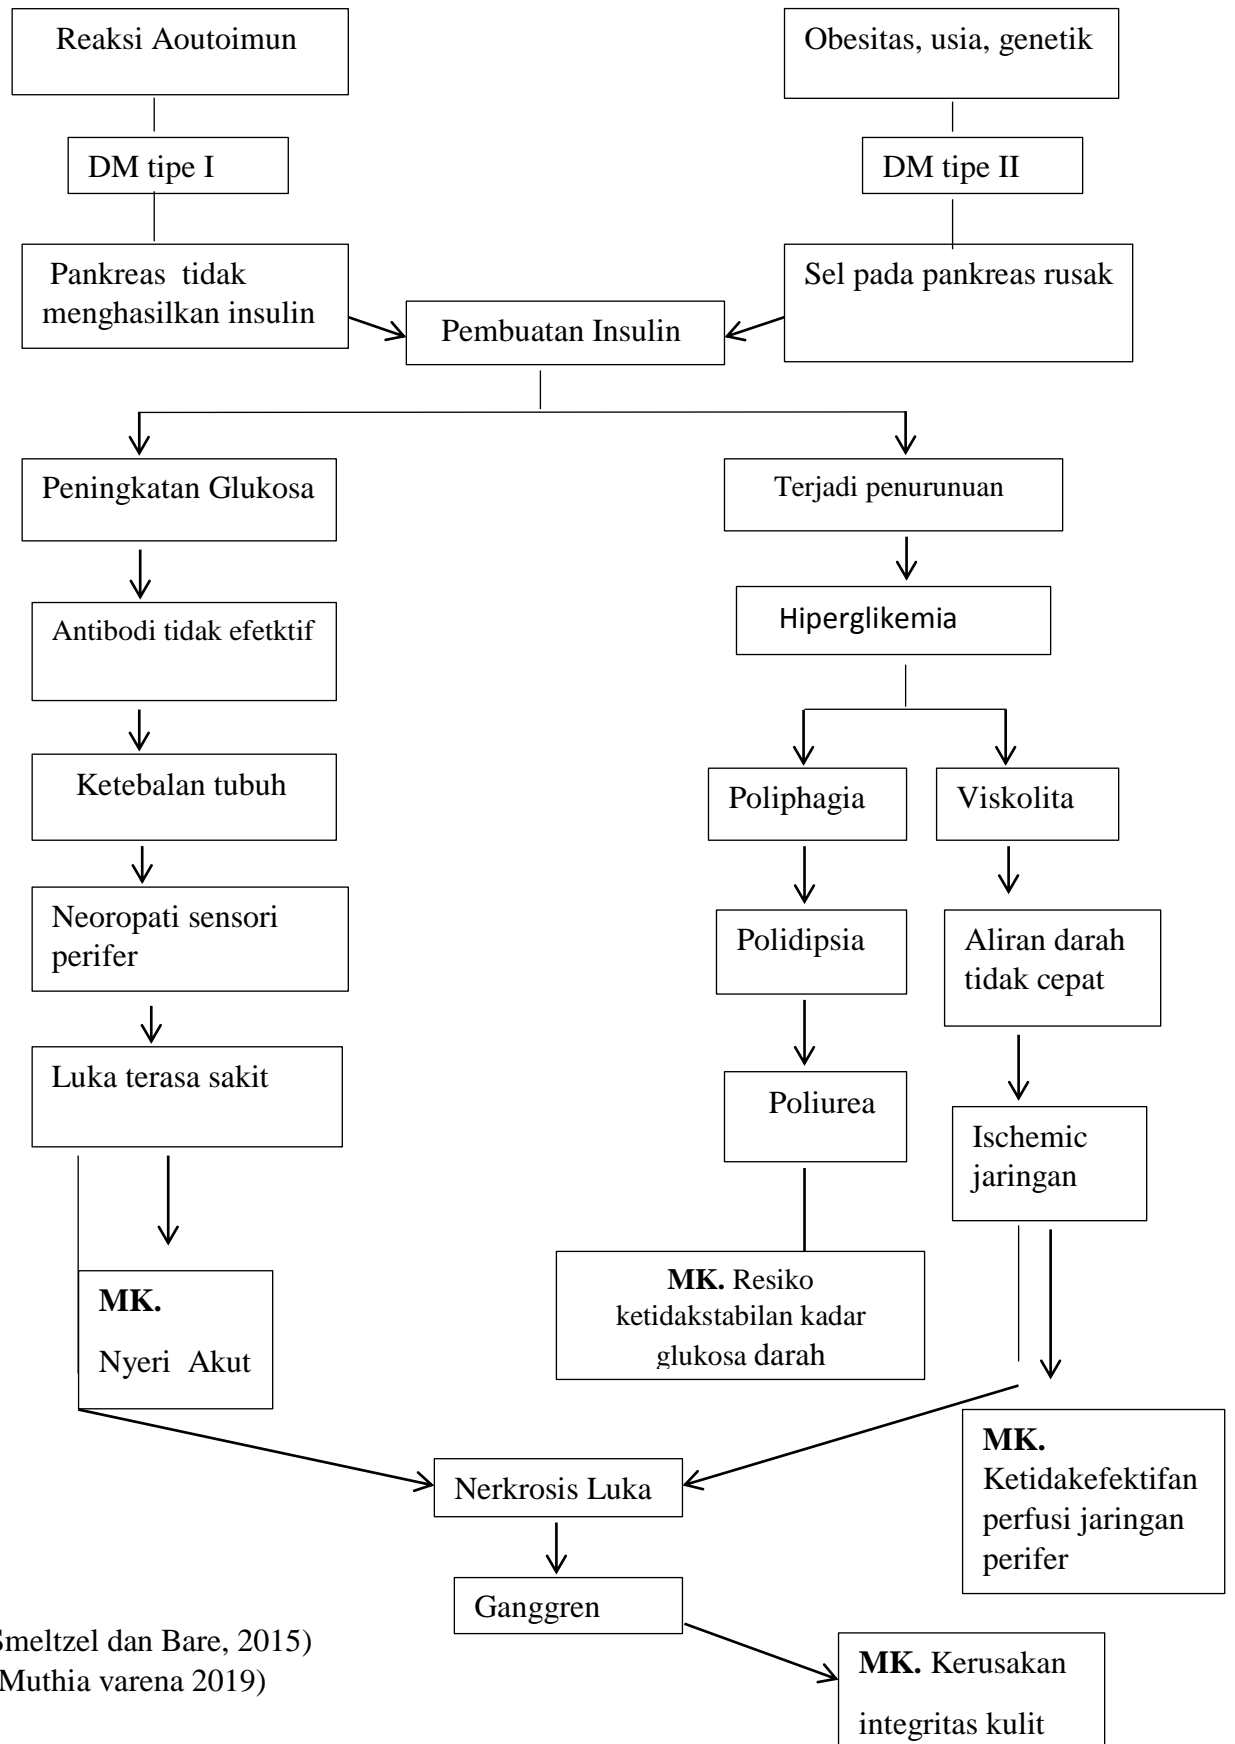 Reaksi Aoutoimun
Obesitas, usia, genetik
DM tipe I
DM tipe II
Pankreas tidak
menghasilkan insulin
Sel pada pankreas rusak
Pembuatan Insulin
Peningkatan Glukosa
Terjadi penurunuan
Antibodi tidak efetktif
Hiperglikemia
Ketebalan tubuh
Poliphagia
Viskolita
Neoropati sensori
perifer
Polidipsia
Aliran darah
tidak cepat
Luka terasa sakit
Poliurea
Ischemic
jaringan
MK.
Nyeri Akut
MK. Resiko
ketidakstabilan kadar
glukosa darah
MK.
Ketidakefektifan
perfusi jaringan
perifer
Nerkrosis Luka
Ganggren
Smeltzel dan Bare, 2015)
Muthia varena 2019)
MK. Kerusakan
integritas kulit